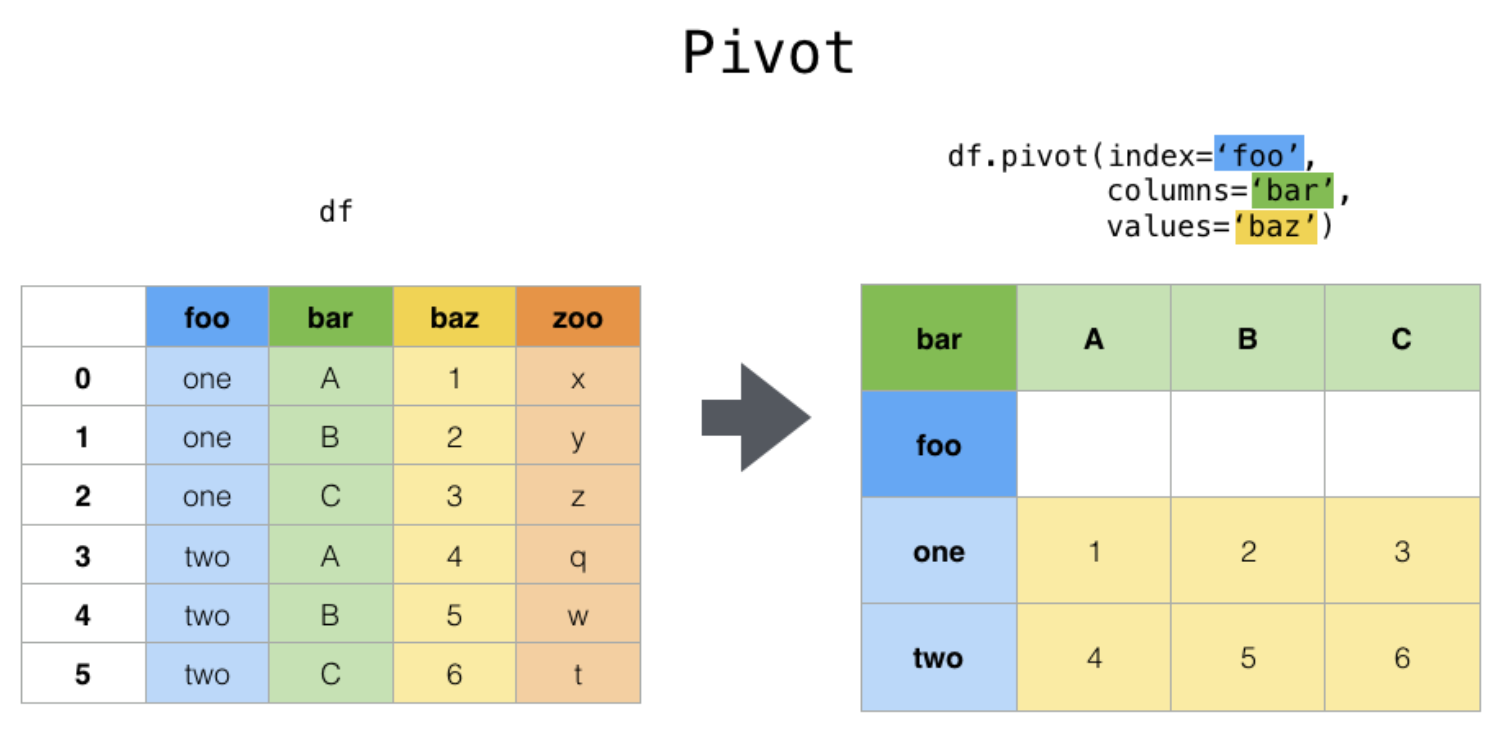 Pivot
df
foo bar baz zoo
0 one A 1 x
1 one B 2 y
2 one C 3 z
3 two A 4 q
4 two B 5 w
5 two C 6 t
df.pivot(index=‘foo’,
columns=‘bar’,
values=‘baz’)
bar A B C
foo
one 1 2 3
two 4 5 6